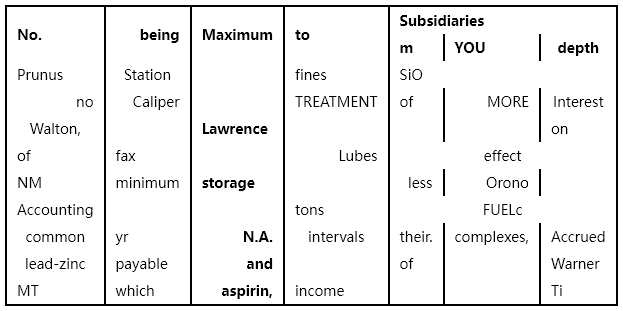 Subsidiaries
No. being Maximum to m YOU depth
Prunus Station fines SiO
no Caliper TREATMENT of MORE Interest
Walton, Lawrence on
of fax Lubes effect
NM minimum storage less Orono
Accounting tons FUELc
common yr N.A. intervals their. complexes, Accrued
lead-zinc payable and of Warner
MT which aspirin, income Ti